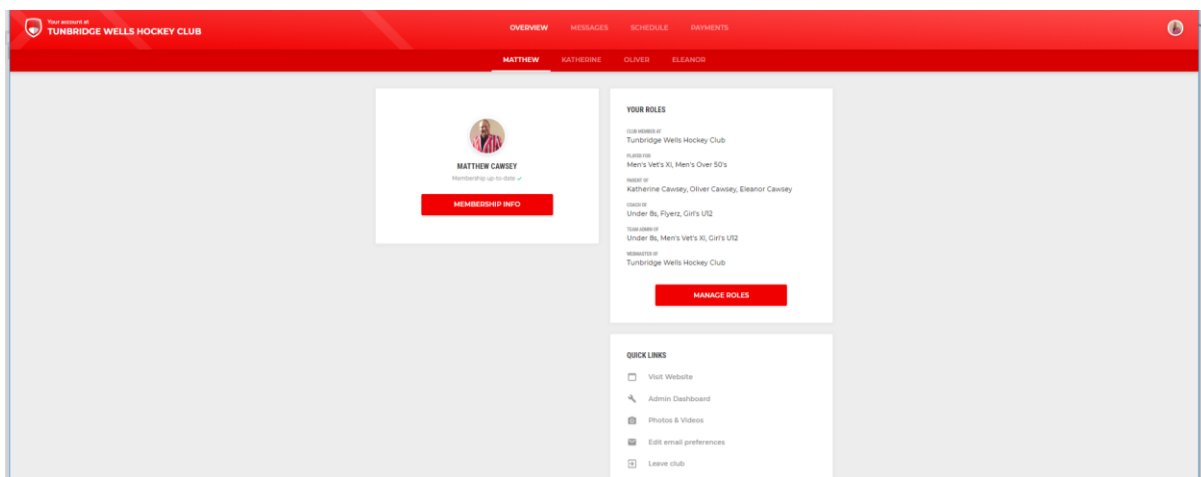 Your account at
TUNBRIDGE WELLS HOCKEY CLUB
OVERVIEW MESSAGES SCHEDULE PAYMENTS
MATTHEW KATHERINE OLIVER ELEANOR
MATTHEW CAWSEY
Membership up to date
MEMBERSHIP INFO
YOUR ROLES
CLUB MEMBER AT
Tunbridge Wells Hockey Club
PLAYER FOR
Men's Vet's XI, Men's Over 50's
PARENT OF
Katherine Cawsey, Oliver Cawsey, Eleanor Cawsey
COACH OF
Under 8s, Flyerz, Girl's U12
TEAM ADMIN OF
Under 8s, Men's Vet's XI, Girl's U12
WEBMASTER OF
Tunbridge Wells Hockey Club
MANAGE ROLES
QUICK LINKS
Visit Website
Admin Dashboard
Photos & Videos
Edit email preferences
Leave club